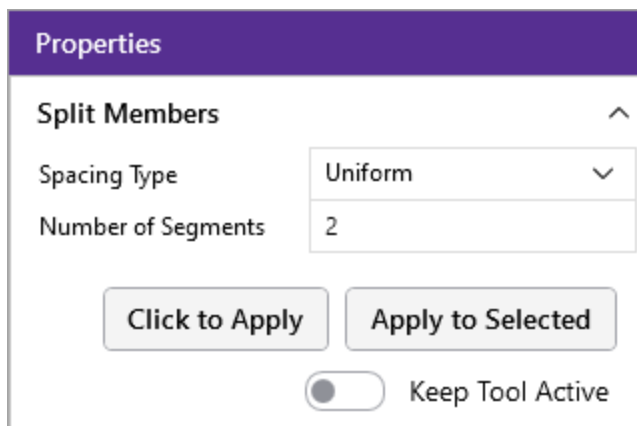 Properties
Split Members
Spacing Type Uniform
Number of Segments 2
Click to Apply Apply to Selected
Keep Tool Active